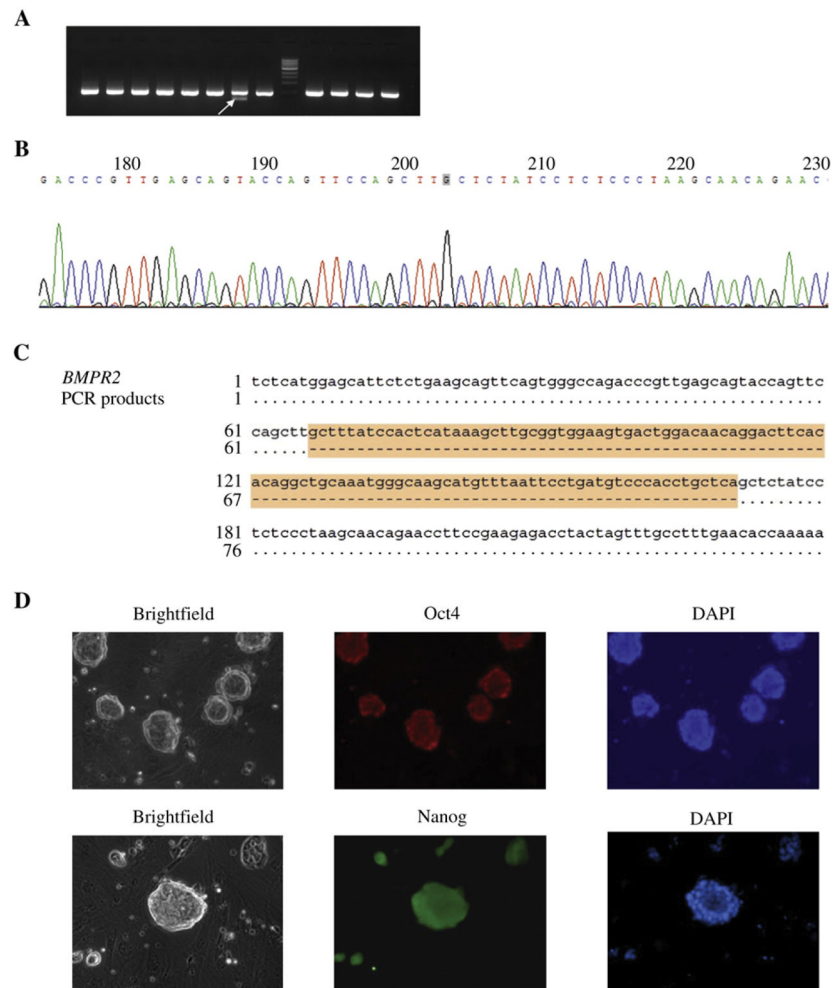 A
B
180 190 200 210 220 230
G A C C C G T T G A G C A G T A C C A G T T C C A G C T T G C T C T A T C C T C T C C C T A A G C A A C A G A A C
C
BMPR2 1 tctcatggagcattctctgaagcagttcagtgggccagacccgttgagcagtaccagttc
PCR products 1 ............................................................
61 cagcttgctttatccactcataaagcttgcggtggaagtgactggacaacaggacttcac
61 ......------------------------------------------------------
121 acaggctgcaaatgggcaagcatgtttaattcctgatgtcccacctgctcagctctatcc
67 ---------------------------------------------------.........
181 tctccctaagcaacagaaccttccgaagagacctactagtttgcctttgaacaccaaaaa
76 ............................................................
D
Brightfield Oct4 DAPI
Brightfield Nanog DAPI